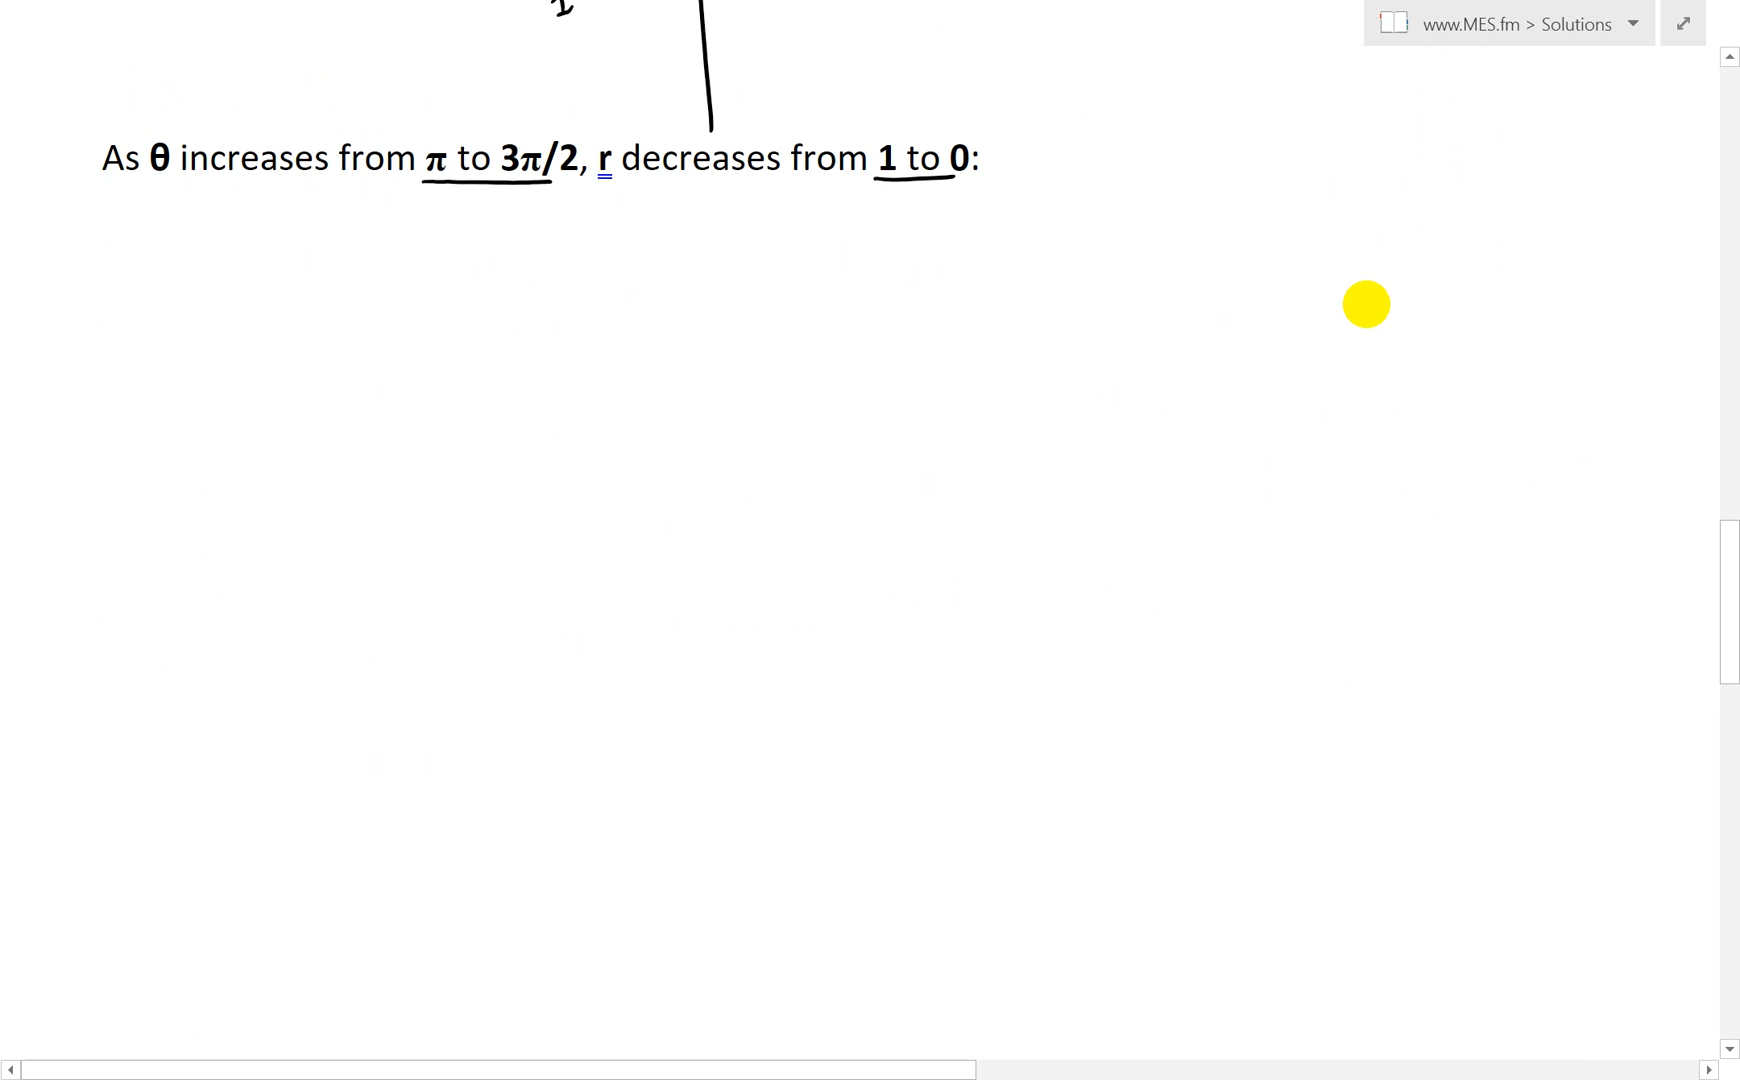 www.MES.fm > Solutions
As θ increases from π to 3π/2, r decreases from 1 to 0: